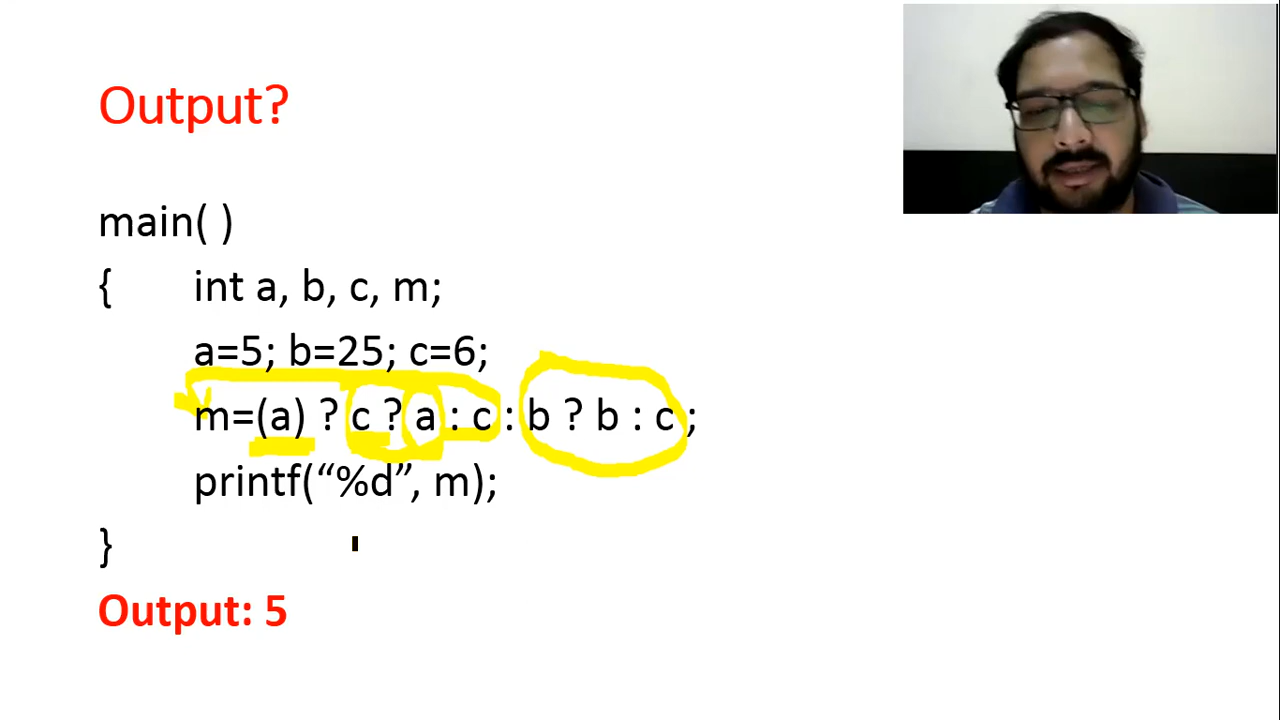 Output?
main( )
{ int a, b, c, m;
a=5; b=25; c=6;
m=(a) ? c ? a : c : b ? b : c ;
printf(“%d”, m);
}
Output: 5